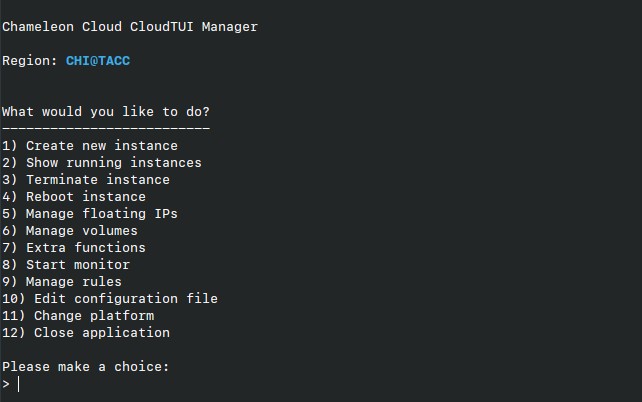 Chameleon Cloud CloudTUI Manager
Region: CHI@TACC
What would you like to do?
--------------------------
1) Create new instance
2) Show running instances
3) Terminate instance
4) Reboot instance
5) Manage floating IPs
6) Manage volumes
7) Extra functions
8) Start monitor
9) Manage rules
10) Edit configuration file
11) Change platform
12) Close application
Please make a choice:
>